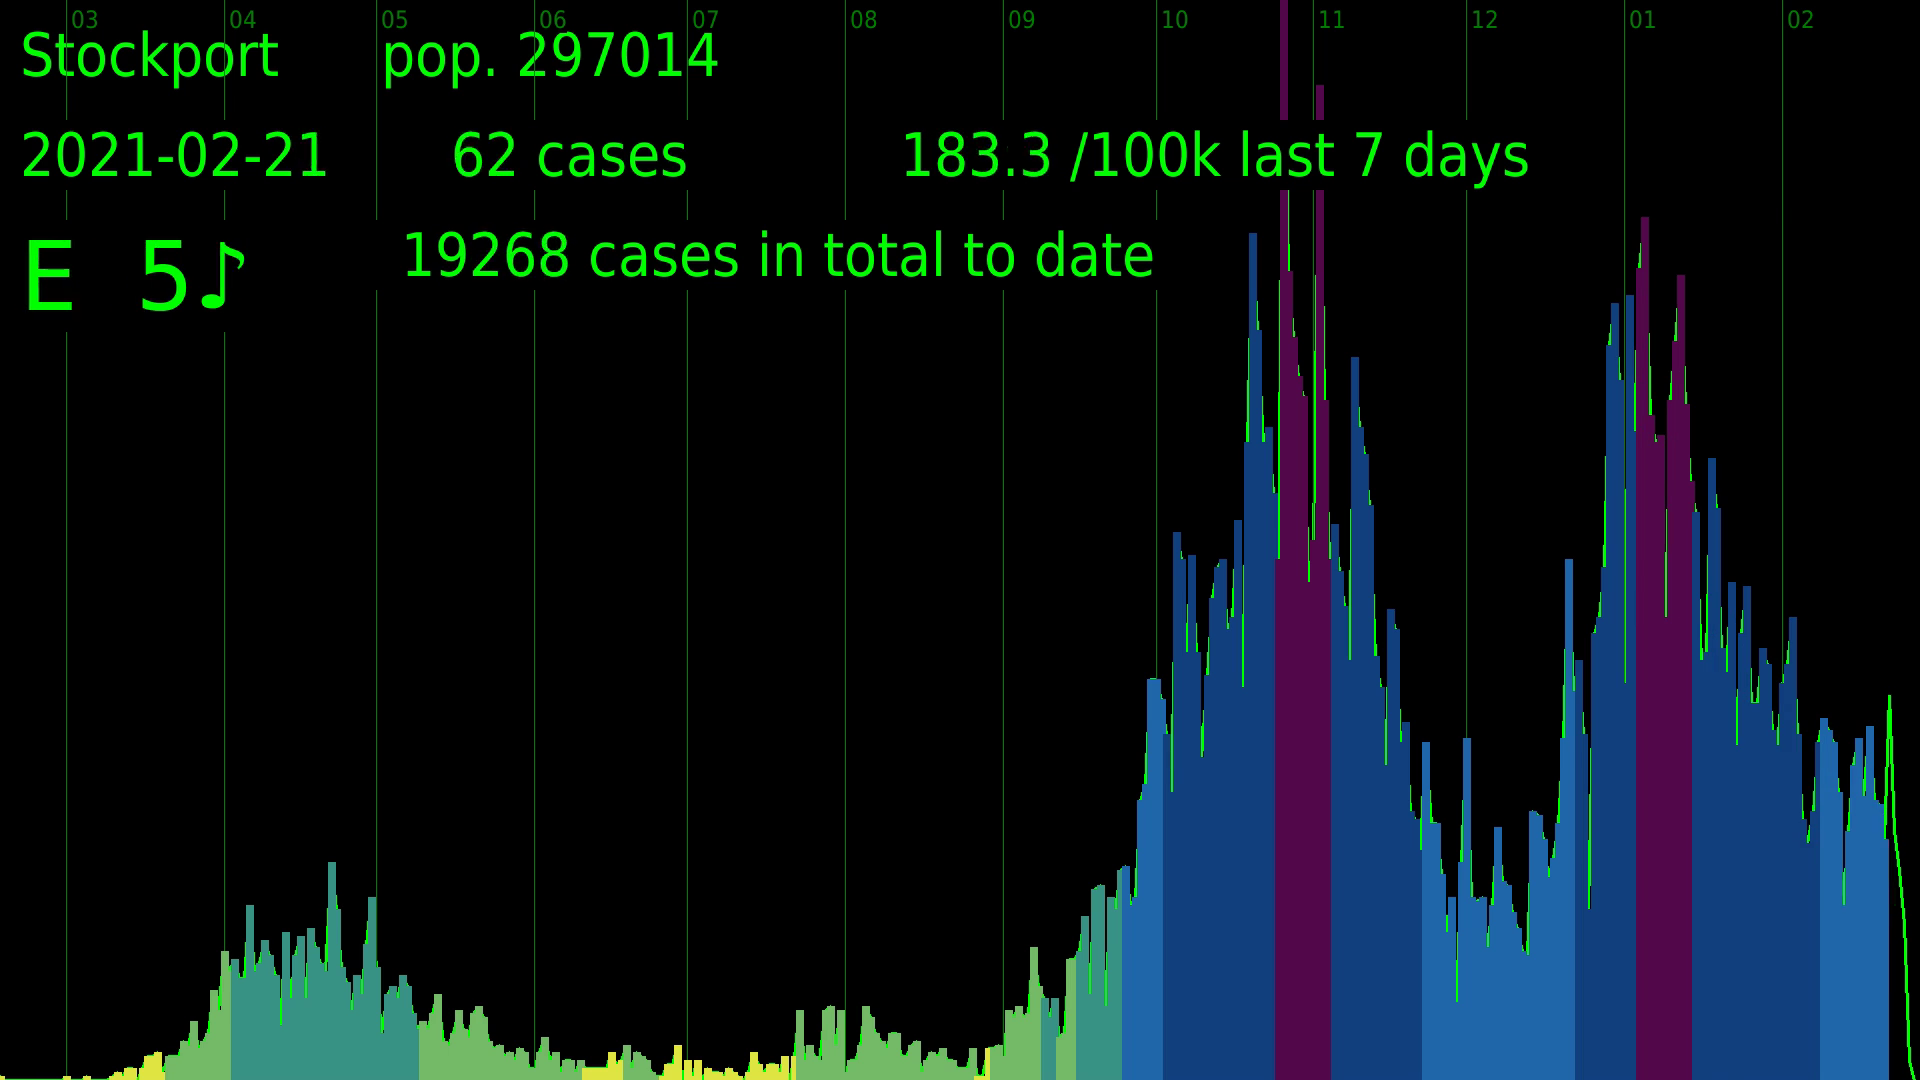 03 04 05 06 07 08 09 10 11 12 01 02
Stockport pop. 297014
2021-02-21 62 cases 183.3 /100k last 7 days
E 5♪ 19268 cases in total to date